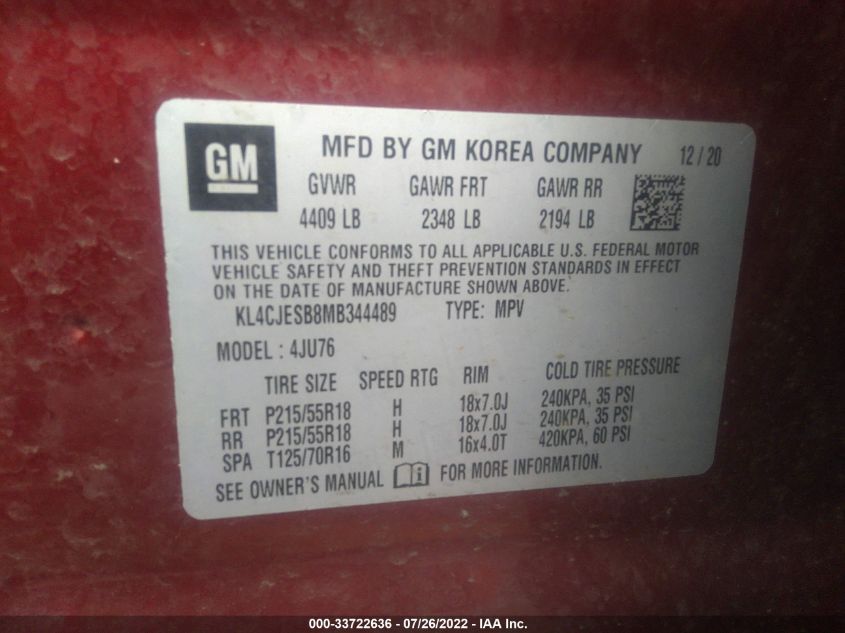 GM
MFD BY GM KOREA COMPANY 12 / 20
GVWR GAWR FRT GAWR RR
4409 LB 2348 LB 2194 LB
THIS VEHICLE CONFORMS TO ALL APPLICABLE U.S. FEDERAL MOTOR
VEHICLE SAFETY AND THEFT PREVENTION STANDARDS IN EFFECT
ON THE DATE OF MANUFACTURE SHOWN ABOVE.
KL4CJESB8MB344489 TYPE: MPV
MODEL : 4JU76
TIRE SIZE SPEED RTG RIM COLD TIRE PRESSURE
FRT P215/55R18 H 18x7.0J 240KPA, 35 PSI
RR P215/55R18 H 18x7.0J 240KPA, 35 PSI
SPA T125/70R16 M 16x4.0T 420KPA, 60 PSI
SEE OWNER'S MANUAL FOR MORE INFORMATION.
000-33722636 - 07/26/2022 - IAA Inc.